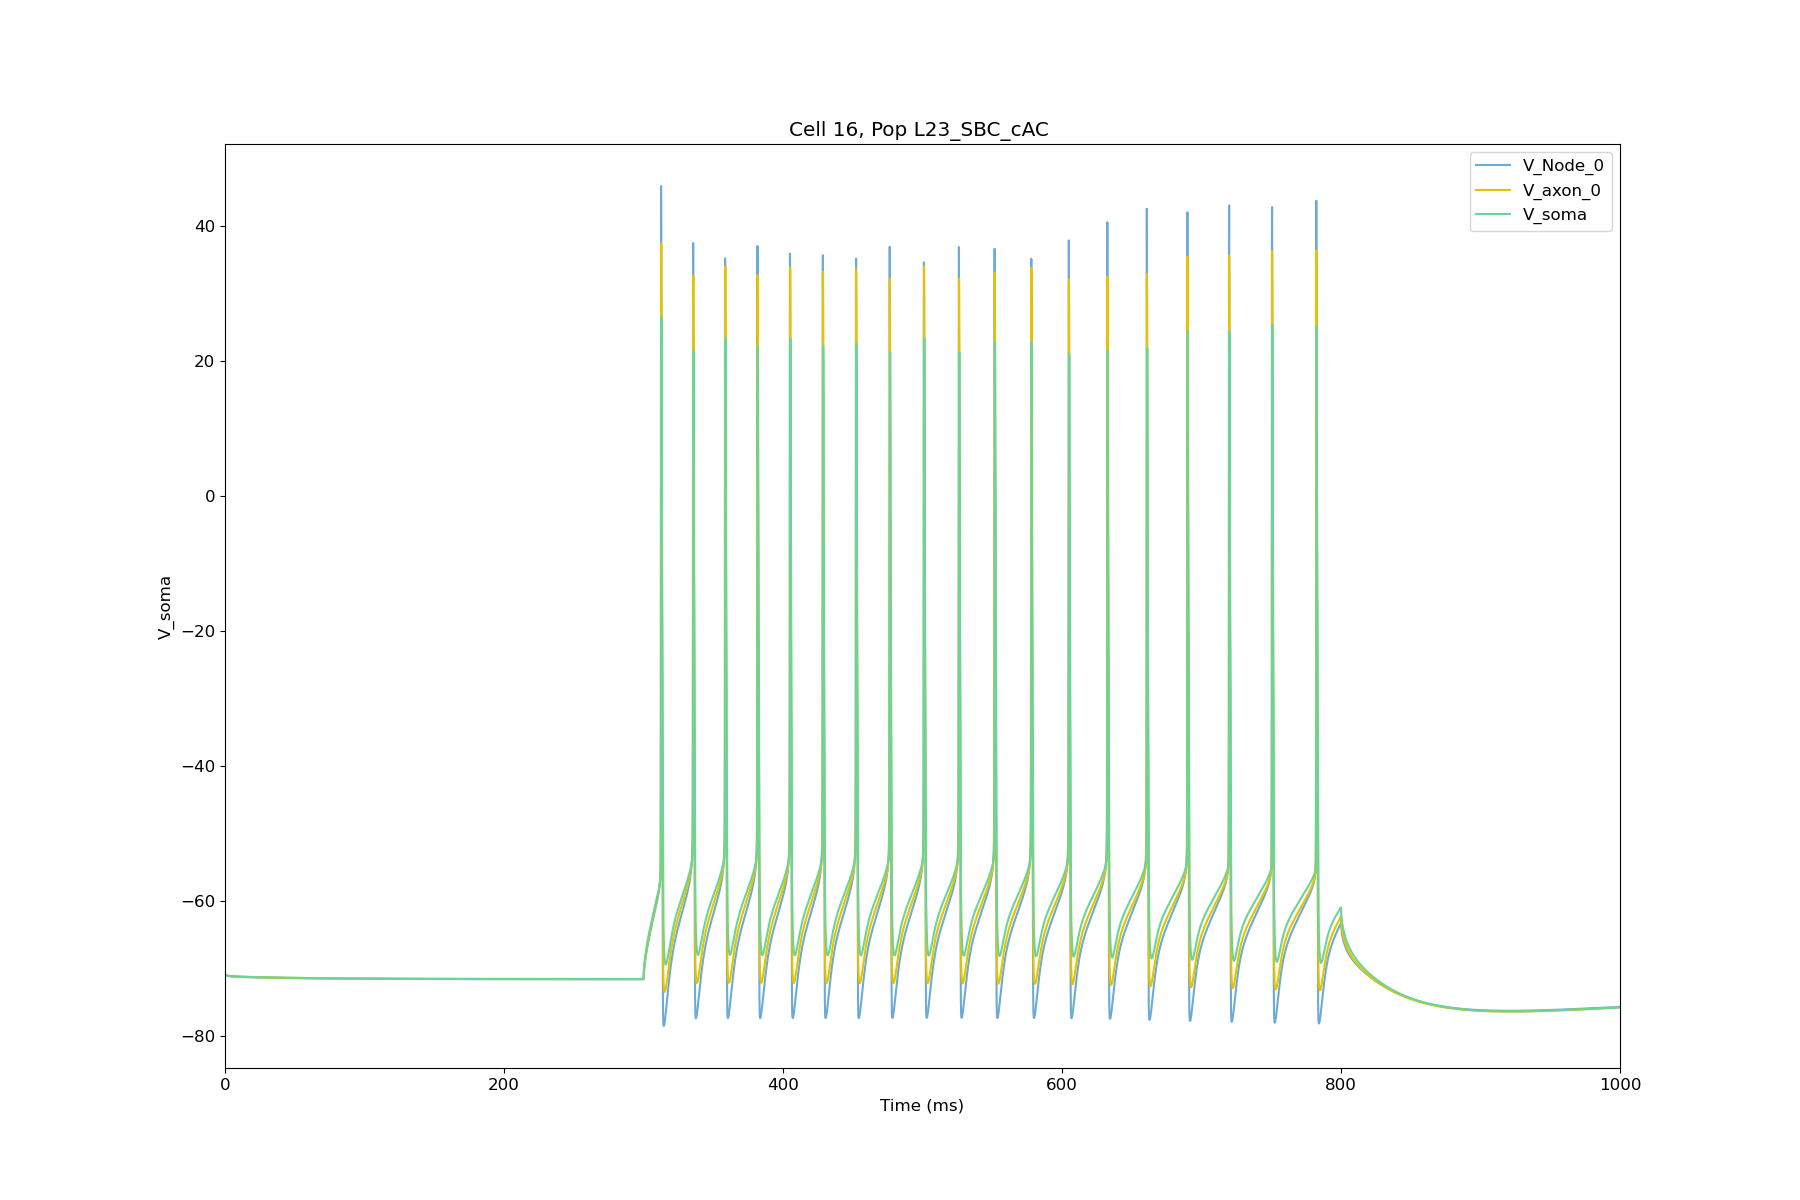 Cell 16, Pop L23_SBC_cAC
V_Node_0
V_axon_0
V_soma
40
20
0
−20
−40
−60
−80
V_soma
0 200 400 600 800 1000
Time (ms)